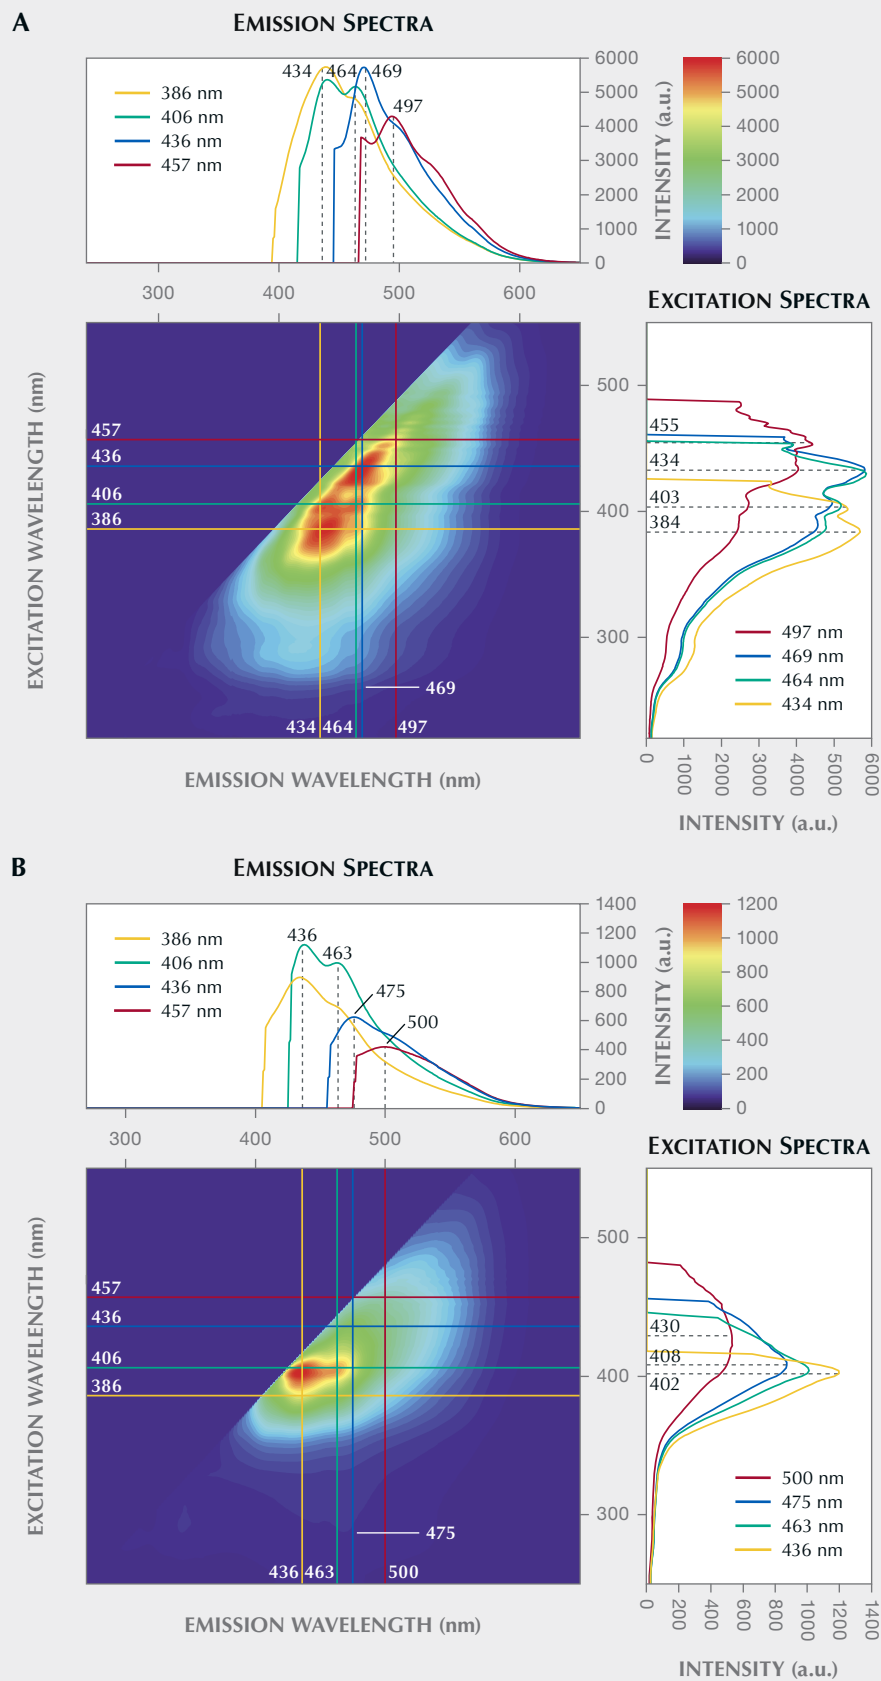 A
EMISSION SPECTRA
386 nm
406 nm
436 nm
457 nm
434 464 469
497
6000
5000
4000
3000
2000
1000
0
INTENSITY (a.u.)
6000
5000
4000
3000
2000
1000
0
300 400 500 600
EXCITATION SPECTRA
EXCITATION WAVELENGTH (nm)
457
436
406
386
469
434 464 497
500
400
300
EMISSION WAVELENGTH (nm)
455
434
403
384
497 nm
469 nm
464 nm
434 nm
0 1000 2000 3000 4000 5000 6000
INTENSITY (a.u.)
B
EMISSION SPECTRA
386 nm
406 nm
436 nm
457 nm
436
463
475
500
1400
1200
1000
800
600
400
200
0
INTENSITY (a.u.)
1200
1000
800
600
400
200
0
300 400 500 600
EXCITATION SPECTRA
EXCITATION WAVELENGTH (nm)
457
436
406
386
475
436 463 500
500
400
300
EMISSION WAVELENGTH (nm)
430
408
402
500 nm
475 nm
463 nm
436 nm
0 200 400 600 800 1000 1200 1400
INTENSITY (a.u.)